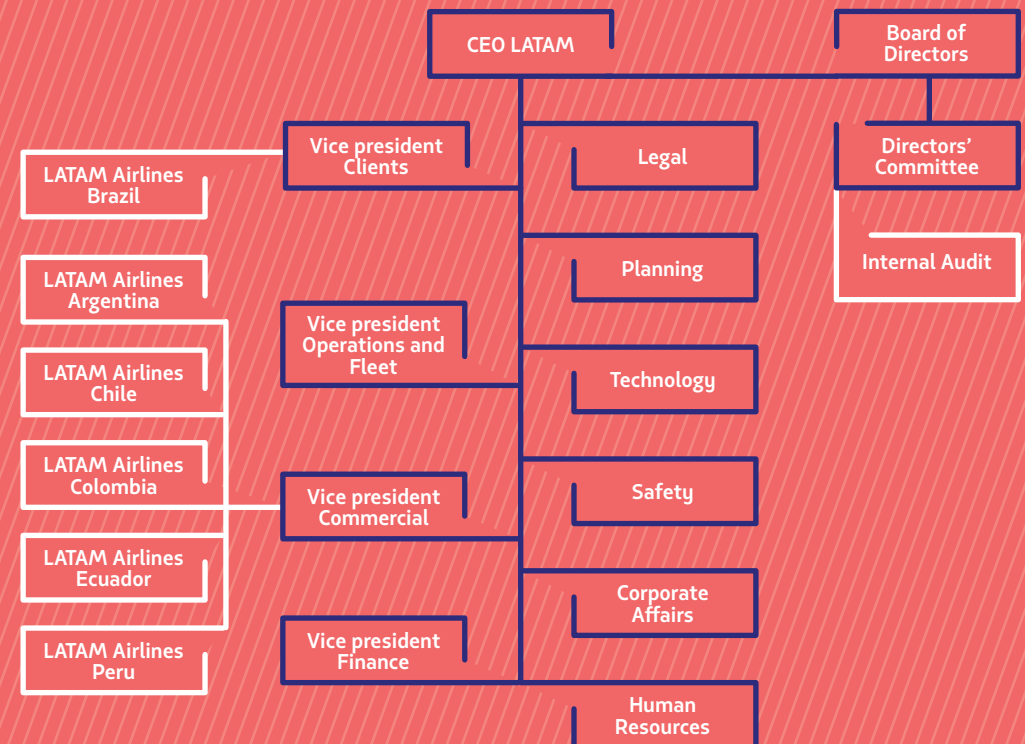 CEO LATAM
Board of
Directors
Vice president
Clients
Legal
Directors’
Committee
LATAM Airlines
Brazil
Planning
Internal Audit
LATAM Airlines
Argentina
Vice president
Operations and
Fleet
Technology
LATAM Airlines
Chile
LATAM Airlines
Colombia
Vice president
Commercial
Safety
LATAM Airlines
Ecuador
Corporate
Affairs
LATAM Airlines
Peru
Vice president
Finance
Human
Resources